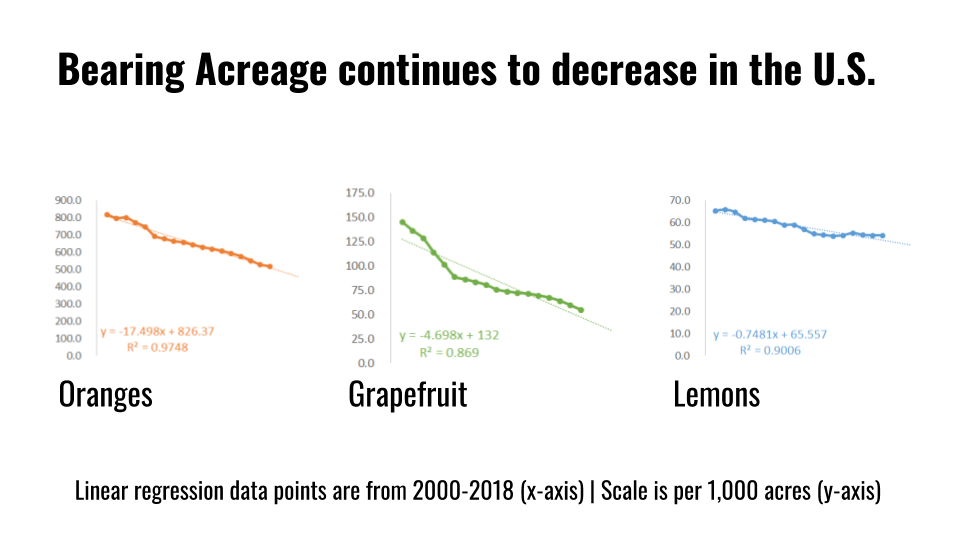 Bearing Acreage continues to decrease in the U.S.
900.0
800.0
700.0
600.0
500.0
400.0
300.0
200.0
100.0
0.0
y = -17.498x + 826.37
R² = 0.9748
Oranges
175.0
150.0
125.0
100.0
75.0
50.0
25.0
0.0
y = -4.698x + 132
R² = 0.869
Grapefruit
70.0
60.0
50.0
40.0
30.0
20.0
10.0
0.0
y = -0.7481x + 65.557
R² = 0.9006
Lemons
Linear regression data points are from 2000-2018 (x-axis) | Scale is per 1,000 acres (y-axis)